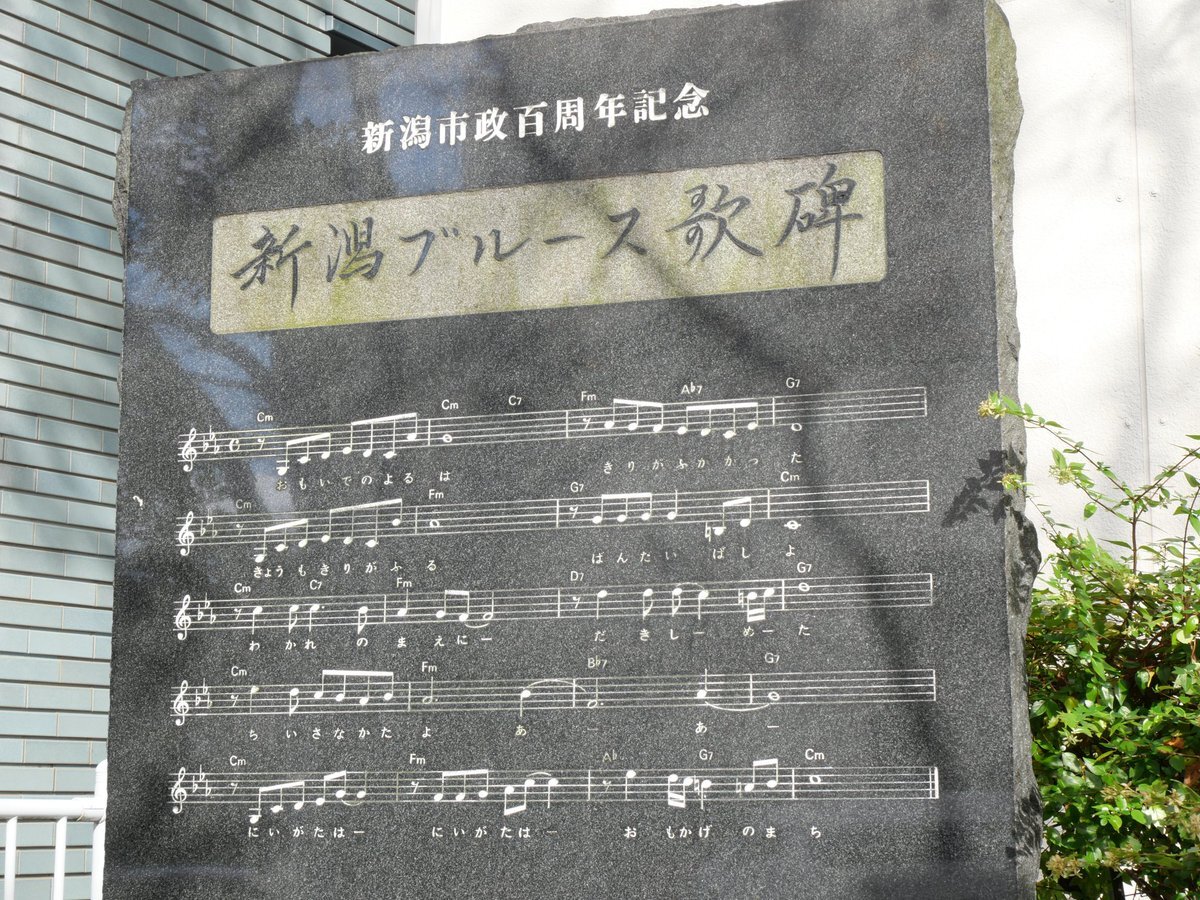 新潟市政百周年記念
新潟ブルース歌碑
Cm Cm C7 Fm A♭7 G7
おもいでのよるは きりがふかかった
Cm Fm G7 Cm
きょうもきりがふる ばんだいばしよ
Cm C7 Fm D7 G7
わかれのまえにー だきしーめーた
Cm Fm B♭7 G7
ちいさなかたよ あー あー
Cm Fm A♭ G7 Cm
にいがたはー にいがたはー おもかげのまち